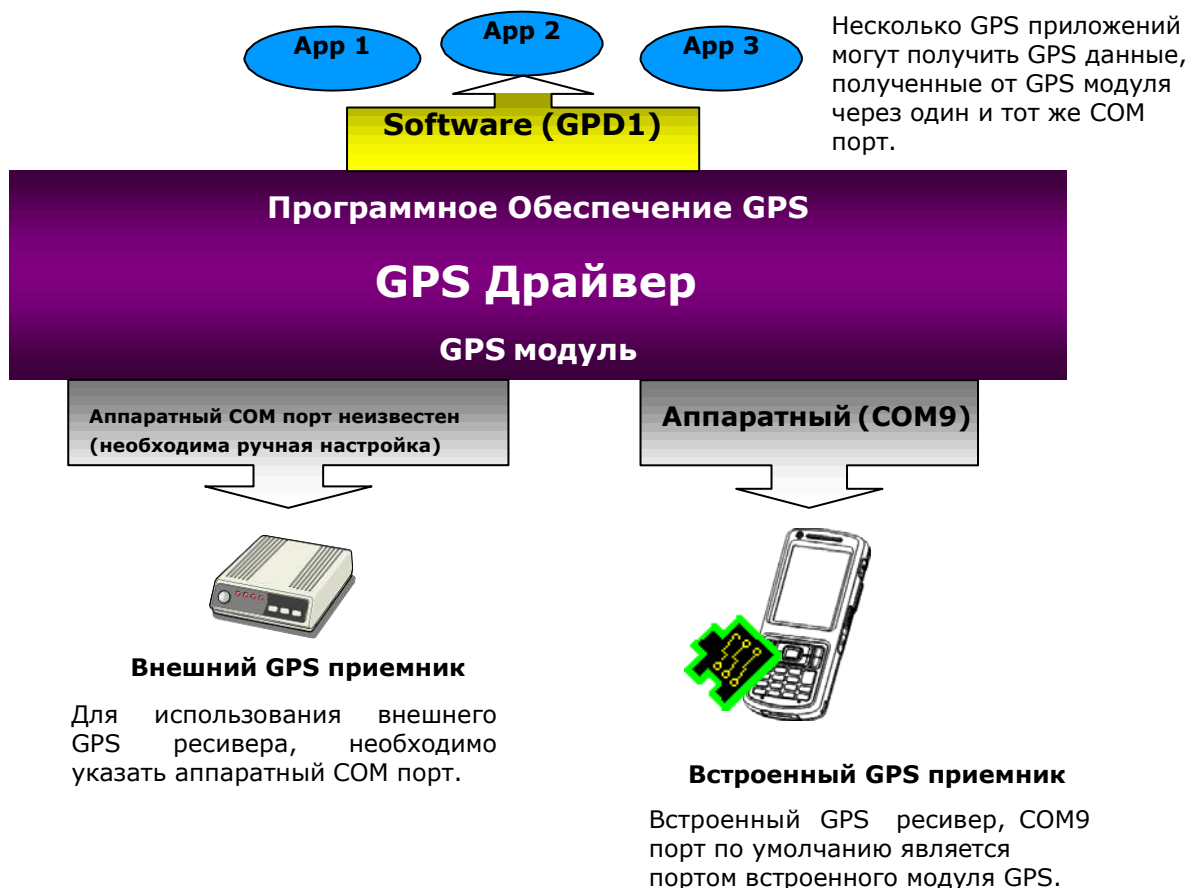 App 1
App 2
App 3
Несколько GPS приложений
могут получить GPS данные,
полученные от GPS модуля
через один и тот же COM
порт.
Software (GPD1)
Программное Обеспечение GPS
GPS Драйвер
GPS модуль
Аппаратный COM порт неизвестен
(необходима ручная настройка)
Аппаратный (COM9)
Внешний GPS приемник
Для использования внешнего
GPS ресивера, необходимо
указать аппаратный COM порт.
Встроенный GPS приемник
Встроенный GPS ресивер, COM9
порт по умолчанию является
портом встроенного модуля GPS.